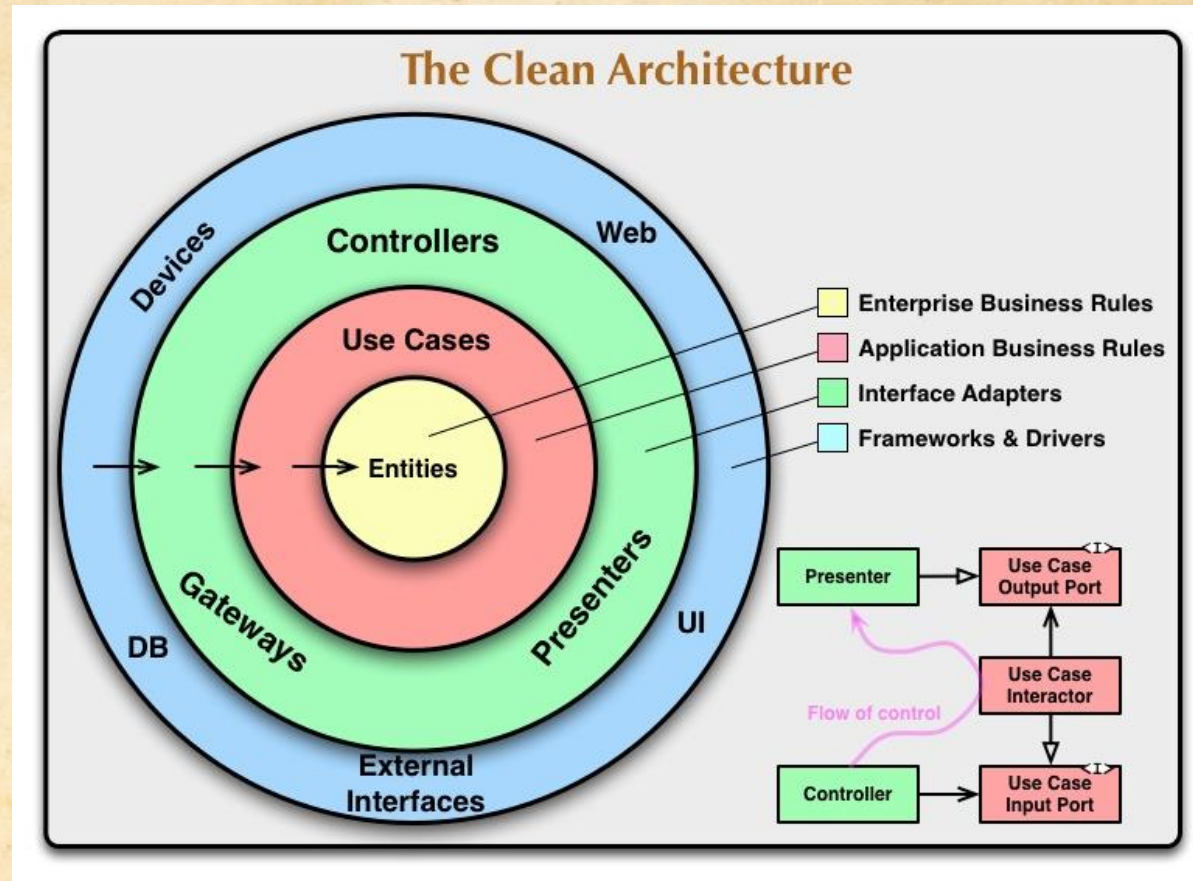 The Clean Architecture
Devices
Controllers
Web
Use Cases
Entities
Gateways
Presenters
DB
UI
External
Interfaces
Enterprise Business Rules
Application Business Rules
Interface Adapters
Frameworks & Drivers
Presenter
<I>
Use Case
Output Port
Use Case
Interactor
Flow of control
Controller
<I>
Use Case
Input Port